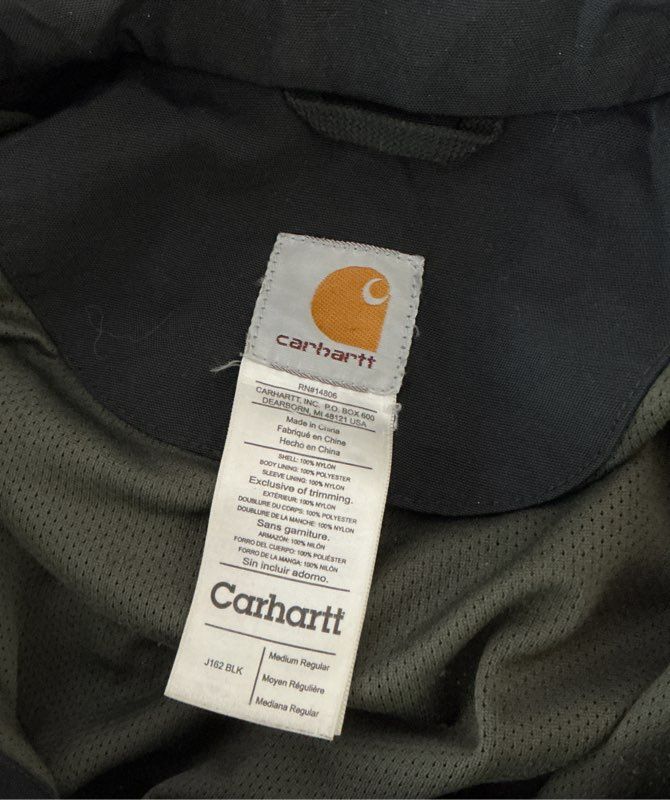 carhartt
RN#14806
CARHARTT, INC. P.O. BOX 600
DEARBORN, MI 48121 USA
Made in China
Fabriqué en Chine
Hecho en China
SHELL: 100% NYLON
BODY LINING: 100% POLYESTER
SLEEVE LINING: 100% NYLON
Exclusive of trimming.
EXTÉRIEUR: 100% NYLON
DOUBLURE DU CORPS: 100% POLYESTER
DOUBLURE DE LA MANCHE: 100% NYLON
Sans garniture.
ARMAZÓN: 100% NILÓN
FORRO DEL CUERPO: 100% POLIÉSTER
FORRO DE LA MANGA: 100% NILÓN
Sin incluir adorno.
Carhartt
J162 BLK
Medium Regular
Moyen Régulière
Mediana Regular